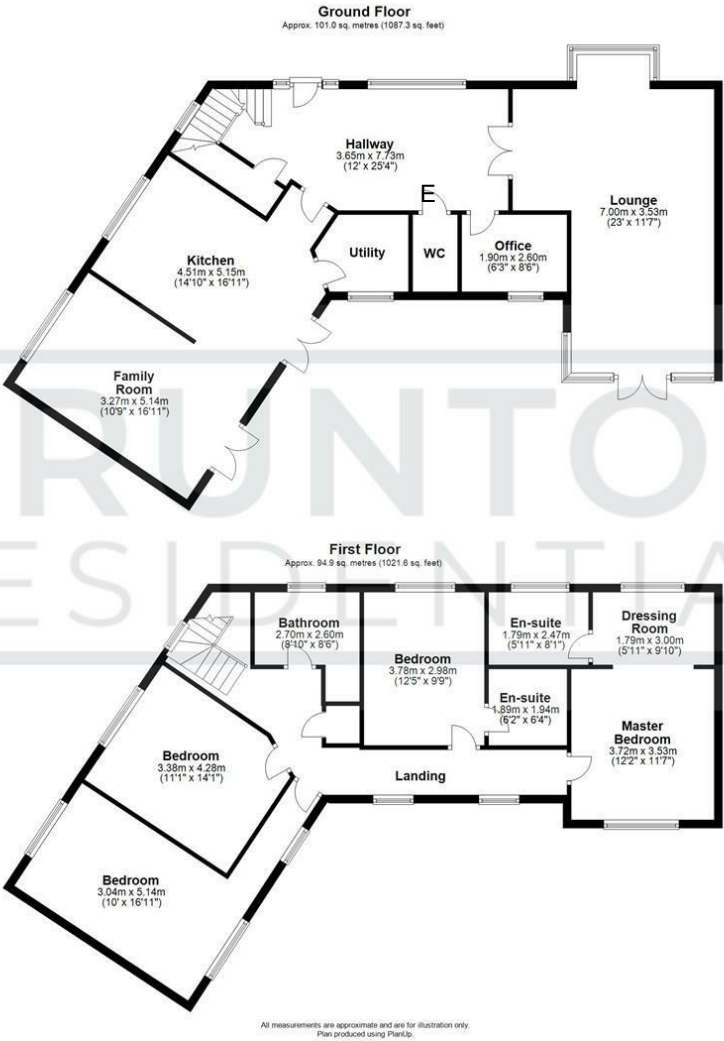 Ground Floor
Approx. 101.0 sq. metres (1087.3 sq. feet)
Hallway
3.65m x 7.73m
(12' x 25'4")
E
Lounge
7.00m x 3.53m
(23' x 11'7")
Kitchen
4.51m x 5.15m
(14'10" x 16'11")
Utility
WC
Office
1.90m x 2.60m
(6'3" x 8'6")
Family
Room
3.27m x 5.14m
(10'9" x 16'11")
RUNTO
ESIDENTIA
First Floor
Approx. 94.9 sq. metres (1021.6 sq. feet)
Bathroom
2.70m x 2.60m
(8'10" x 8'6")
En-suite
1.79m x 2.47m
(5'11" x 8'1")
Dressing
Room
1.79m x 3.00m
(5'11" x 9'10")
Bedroom
3.78m x 2.98m
(12'5" x 9'9")
En-suite
1.89m x 1.94m
(6'2" x 6'4")
Master
Bedroom
3.72m x 3.53m
(12'2" x 11'7")
Bedroom
3.38m x 4.28m
(11'1" x 14'1")
Landing
Bedroom
3.04m x 5.14m
(10' x 16'11")
All measurements are approximate and are for illustration only.
Plan produced using PlanUp.